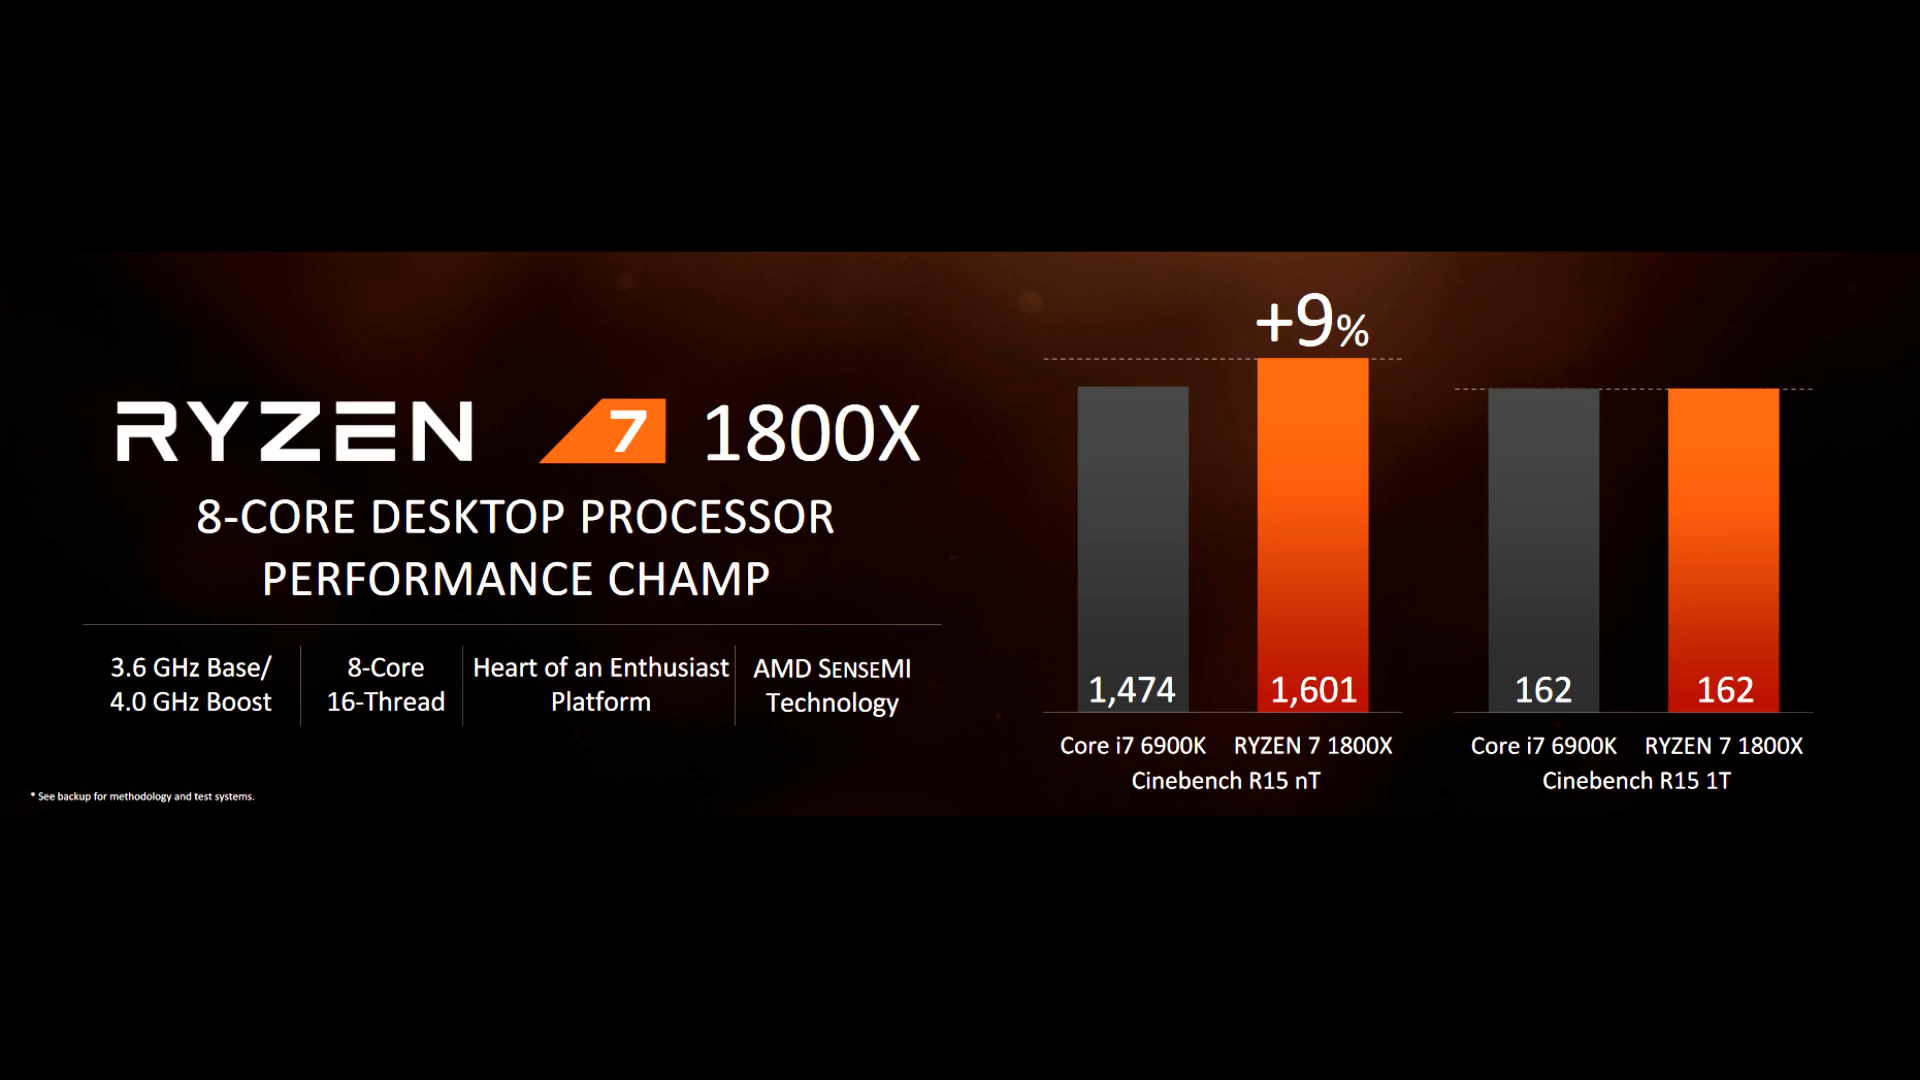 RYZEN 7 1800X
8-CORE DESKTOP PROCESSOR
PERFORMANCE CHAMP
3.6 GHz Base/
4.0 GHz Boost
8-Core
16-Thread
Heart of an Enthusiast
Platform
AMD SENSEMI
Technology
* See backup for methodology and test systems.
+9%
1,474 1,601
Core i7 6900K RYZEN 7 1800X
Cinebench R15 nT
162 162
Core i7 6900K RYZEN 7 1800X
Cinebench R15 1T